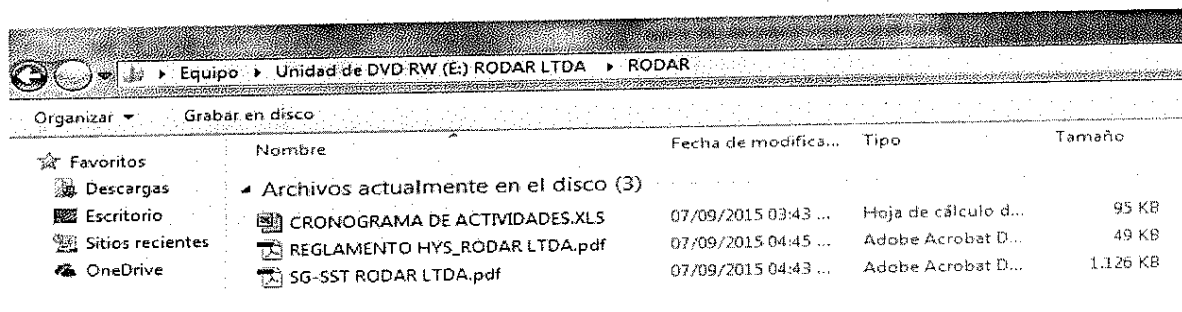 Equipo ▸ Unidad de DVD RW (E:) RODAR LTDA ▸ RODAR
Organizar ▾ Grabar en disco
Nombre Fecha de modifica... Tipo Tamaño
Favoritos
Archivos actualmente en el disco (3)
Descargas
Escritorio
Sitios recientes
OneDrive
CRONOGRAMA DE ACTIVIDADES.XLS 07/09/2015 03:43 ... Hoja de cálculo d... 95 KB
REGLAMENTO HYS_RODAR LTDA.pdf 07/09/2015 04:45 ... Adobe Acrobat D... 49 KB
SG-SST RODAR LTDA.pdf 07/09/2015 04:43 ... Adobe Acrobat D... 1.126 KB